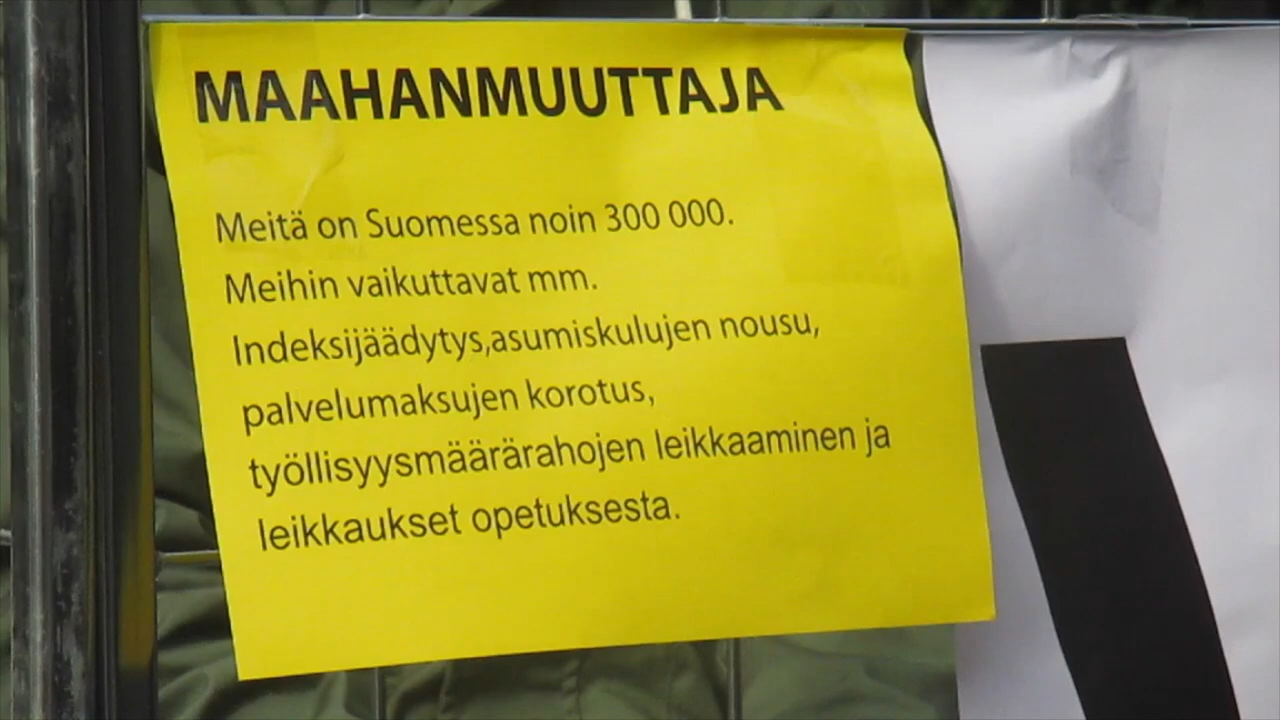 MAAHANMUUTTAJA
Meitä on Suomessa noin 300 000.
Meihin vaikuttavat mm.
Indeksijäädytys,asumiskulujen nousu,
palvelumaksujen korotus,
työllisyysmäärärahojen leikkaaminen ja
leikkaukset opetuksesta.